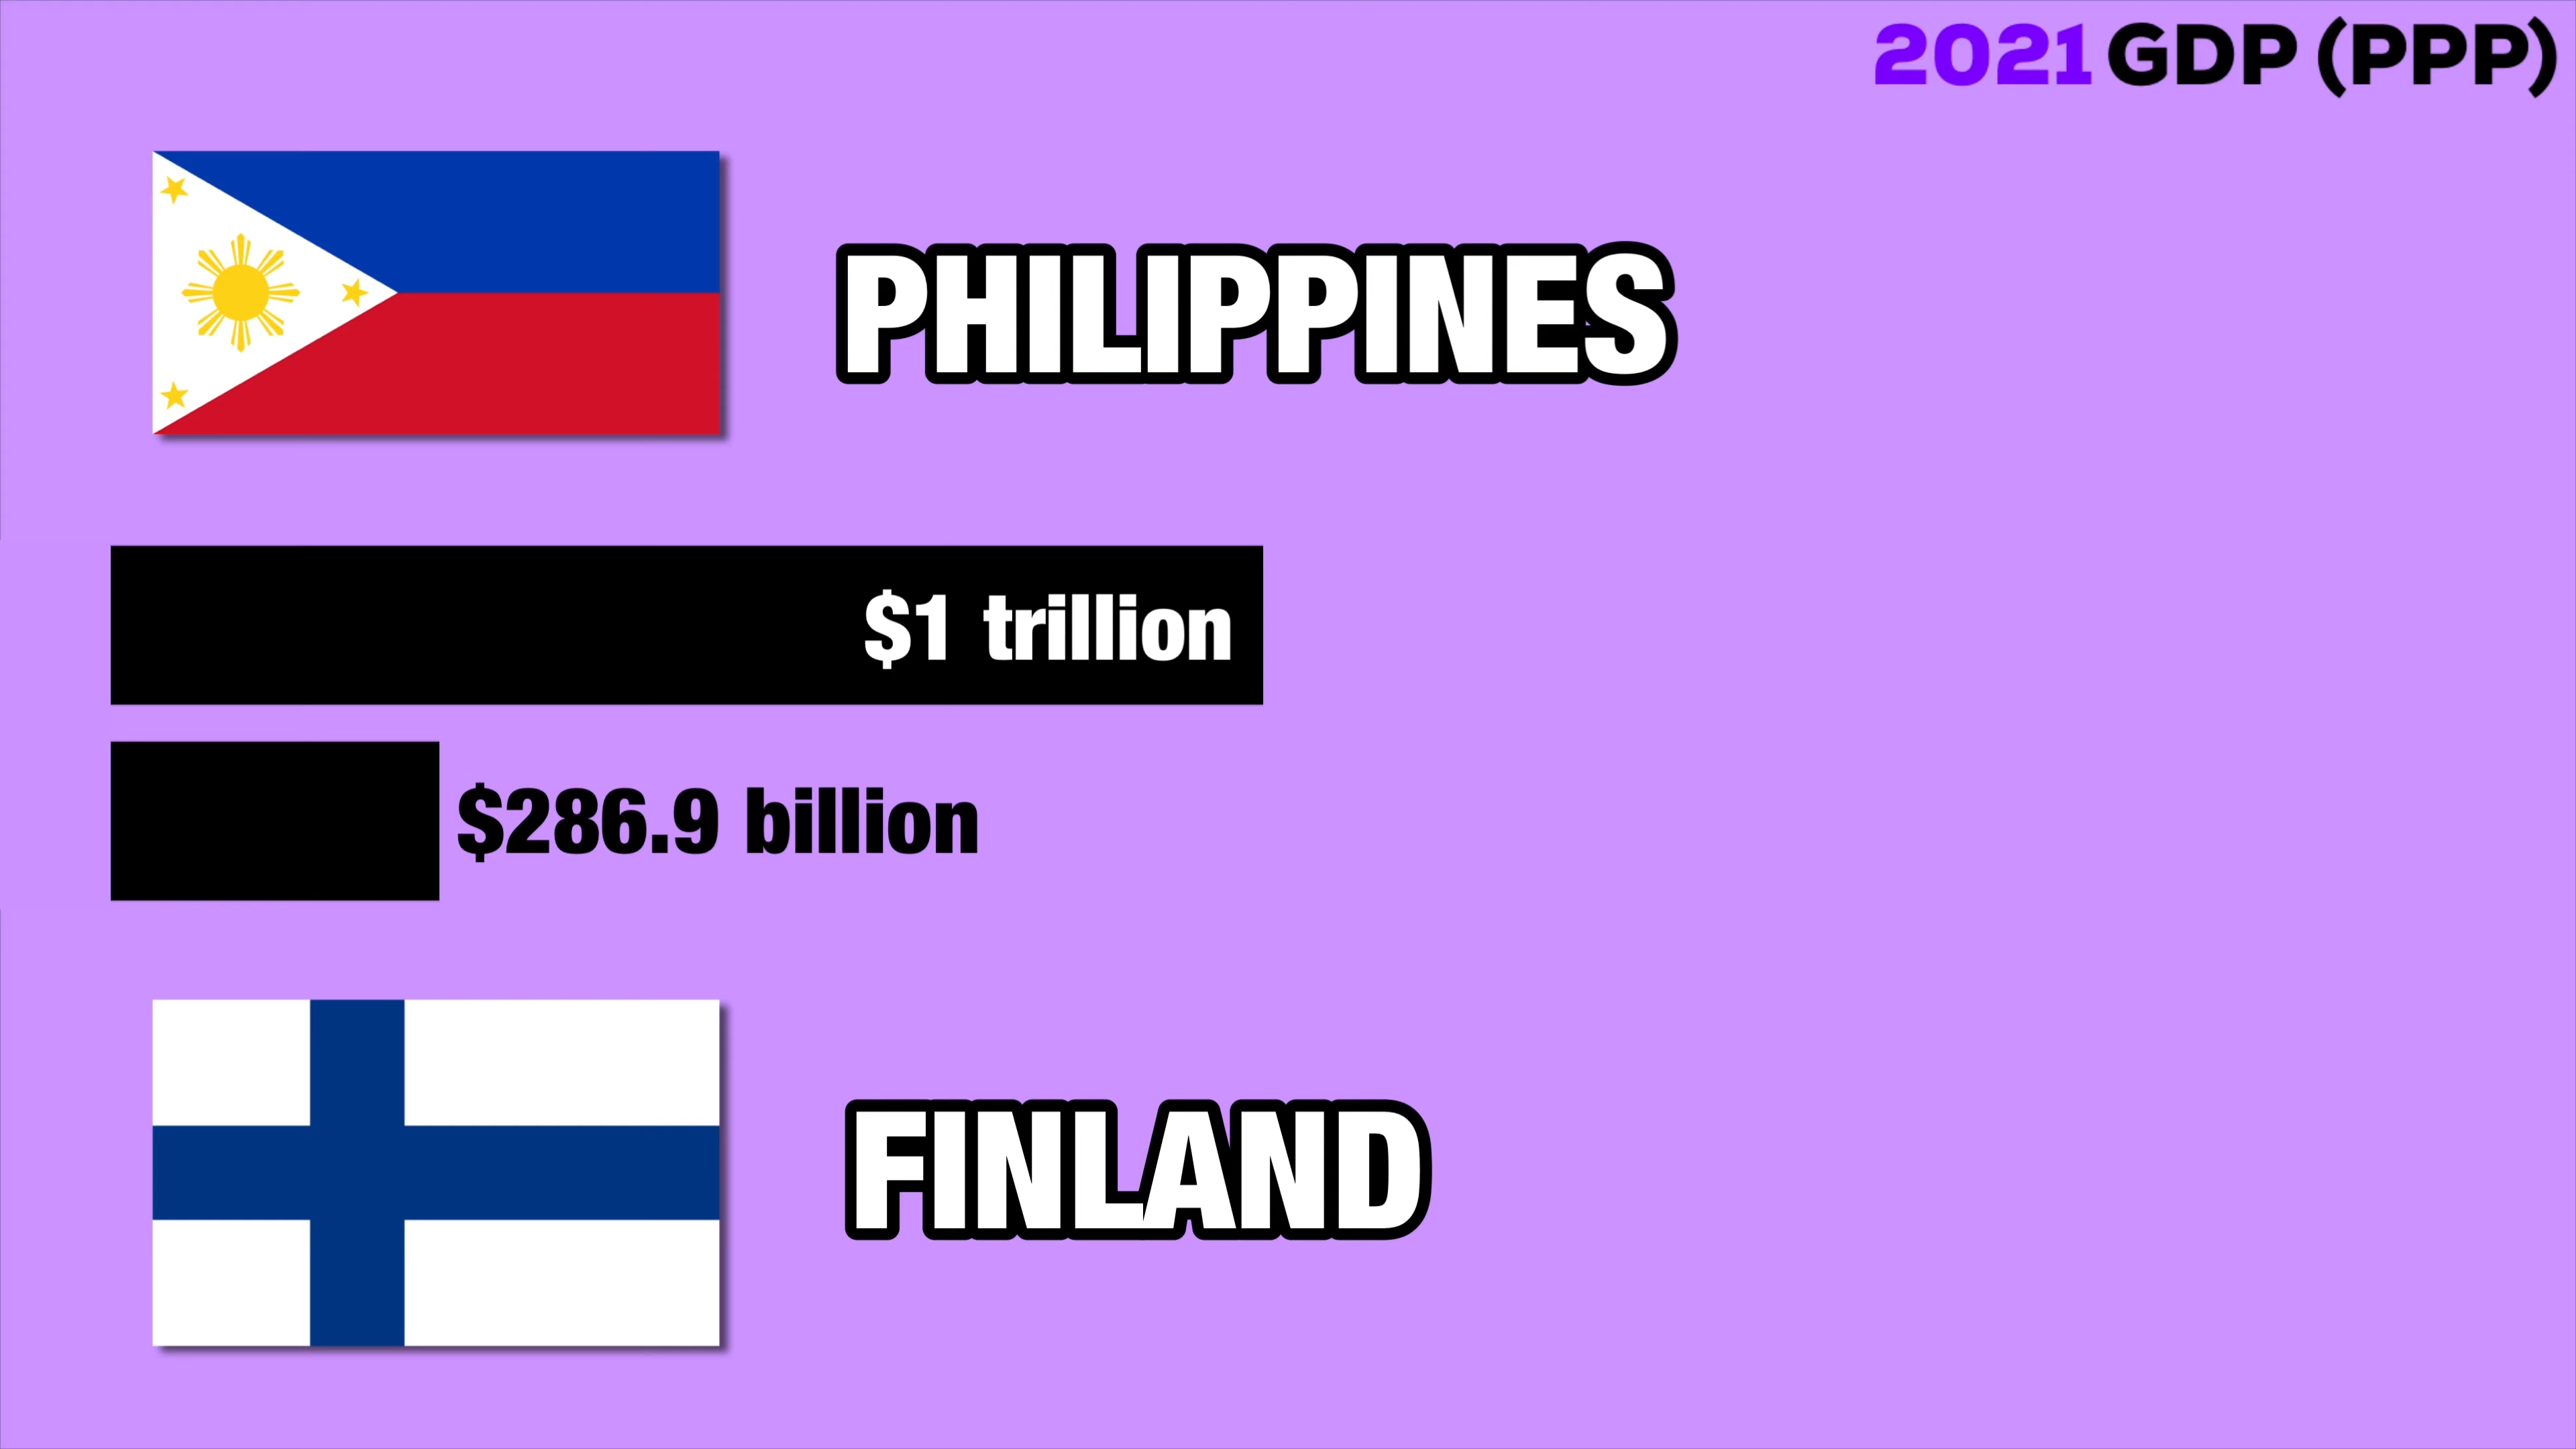 2021 GDP (PPP)
PHILIPPINES
$1 trillion
$286.9 billion
FINLAND